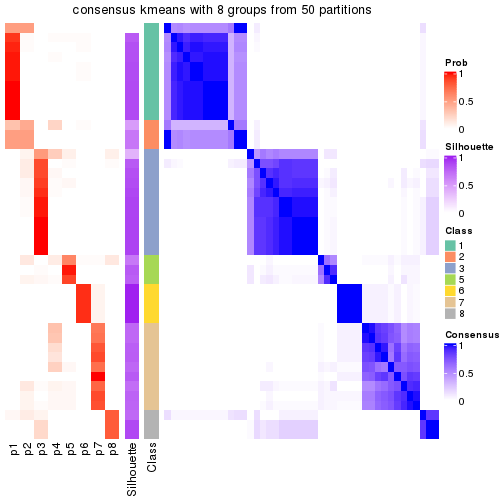 consensus kmeans with 8 groups from 50 partitions
Prob
1
0.5
0
Silhouette
1
0.5
0
Class
1
2
3
5
6
7
8
Consensus
1
0.5
0
p1
p2
p3
p4
p5
p6
p7
p8
Silhouette
Class